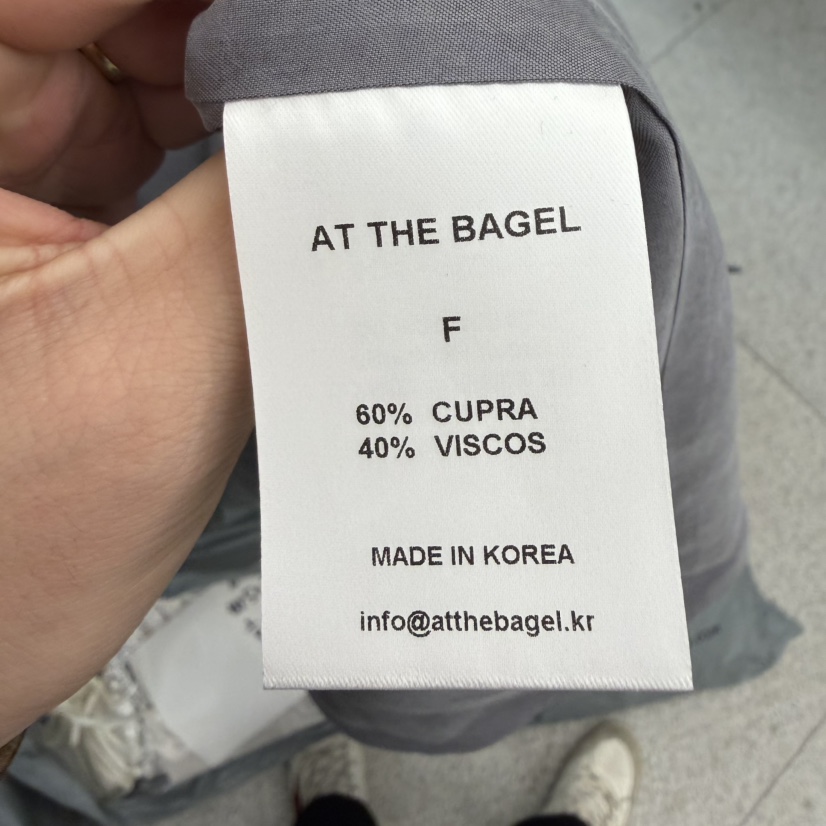 AT THE BAGEL
F
60% CUPRA
40% VISCOS
MADE IN KOREA
info@atthebagel.kr